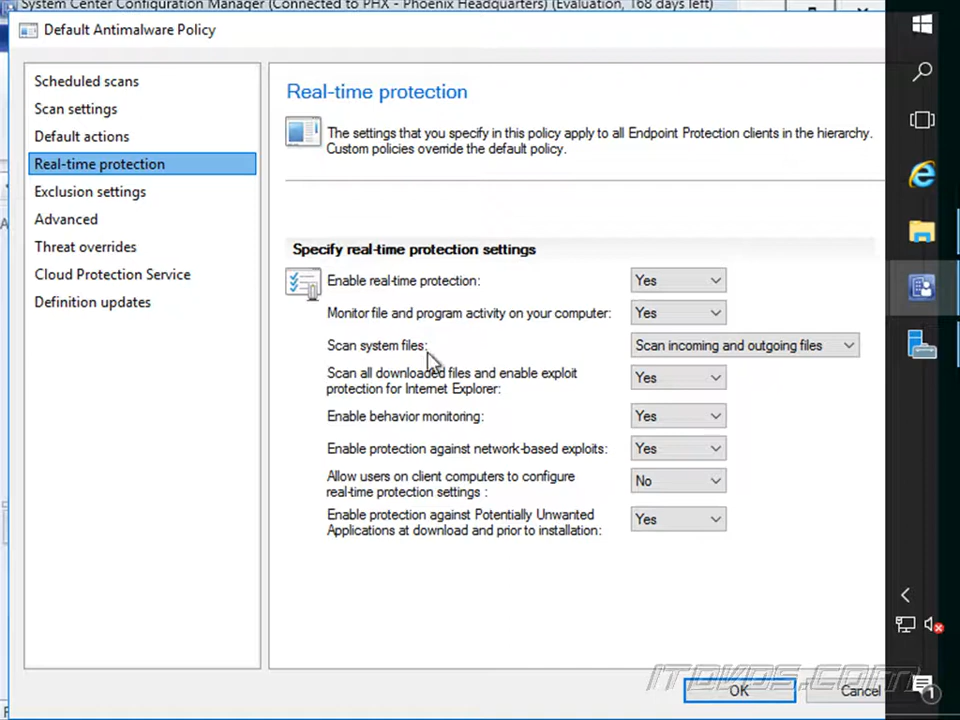 System Center Configuration Manager (Connected to PHX - Phoenix Headquarters) (Evaluation, 168 days left)
Default Antimalware Policy
Scheduled scans
Scan settings
Default actions
Real-time protection
Exclusion settings
Advanced
Threat overrides
Cloud Protection Service
Definition updates
Real-time protection
The settings that you specify in this policy apply to all Endpoint Protection clients in the hierarchy.
Custom policies override the default policy.
Specify real-time protection settings
Enable real-time protection: Yes
Monitor file and program activity on your computer: Yes
Scan system files: Scan incoming and outgoing files
Scan all downloaded files and enable exploit
protection for Internet Explorer: Yes
Enable behavior monitoring: Yes
Enable protection against network-based exploits: Yes
Allow users on client computers to configure
real-time protection settings : No
Enable protection against Potentially Unwanted
Applications at download and prior to installation: Yes
ITDVDS.COM
OK Cancel
1